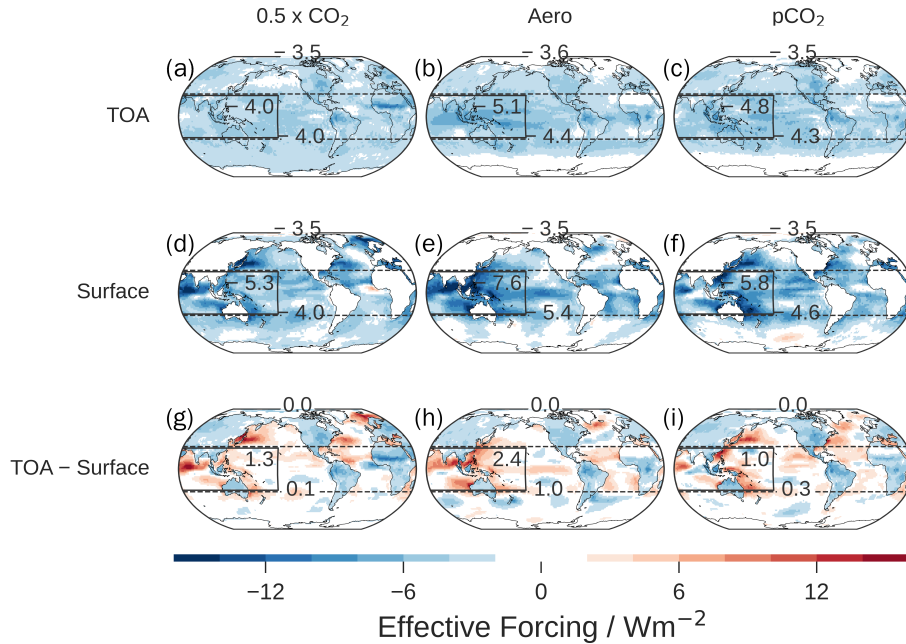 0.5 x CO₂ Aero pCO₂
(a) − 3.5 (b) − 3.6 (c) − 3.5
TOA − 4.0 − 5.1 − 4.8
− 4.0 − 4.4 − 4.3
(d) − 3.5 (e) − 3.5 (f) − 3.5
Surface − 5.3 − 7.6 − 5.8
− 4.0 − 5.4 − 4.6
(g) 0.0 (h) 0.0 (i) 0.0
TOA − Surface 1.3 2.4 1.0
0.1 1.0 0.3
−12 −6 0 6 12
Effective Forcing / Wm⁻²